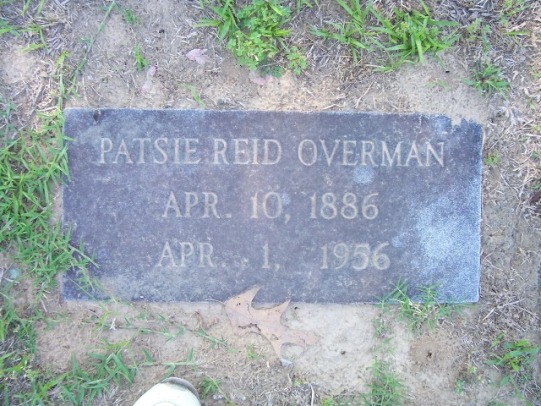 PATSIE REID OVERMAN
APR. 10, 1886
APR. 1, 1956